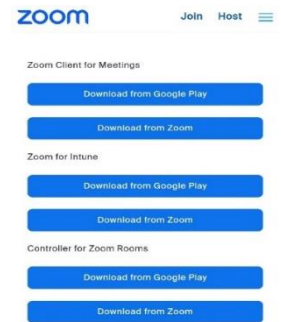 zoom Join Host
Zoom Client for Meetings
Download from Google Play
Download from Zoom
Zoom for Intune
Download from Google Play
Download from Zoom
Controller for Zoom Rooms
Download from Google Play
Download from Zoom